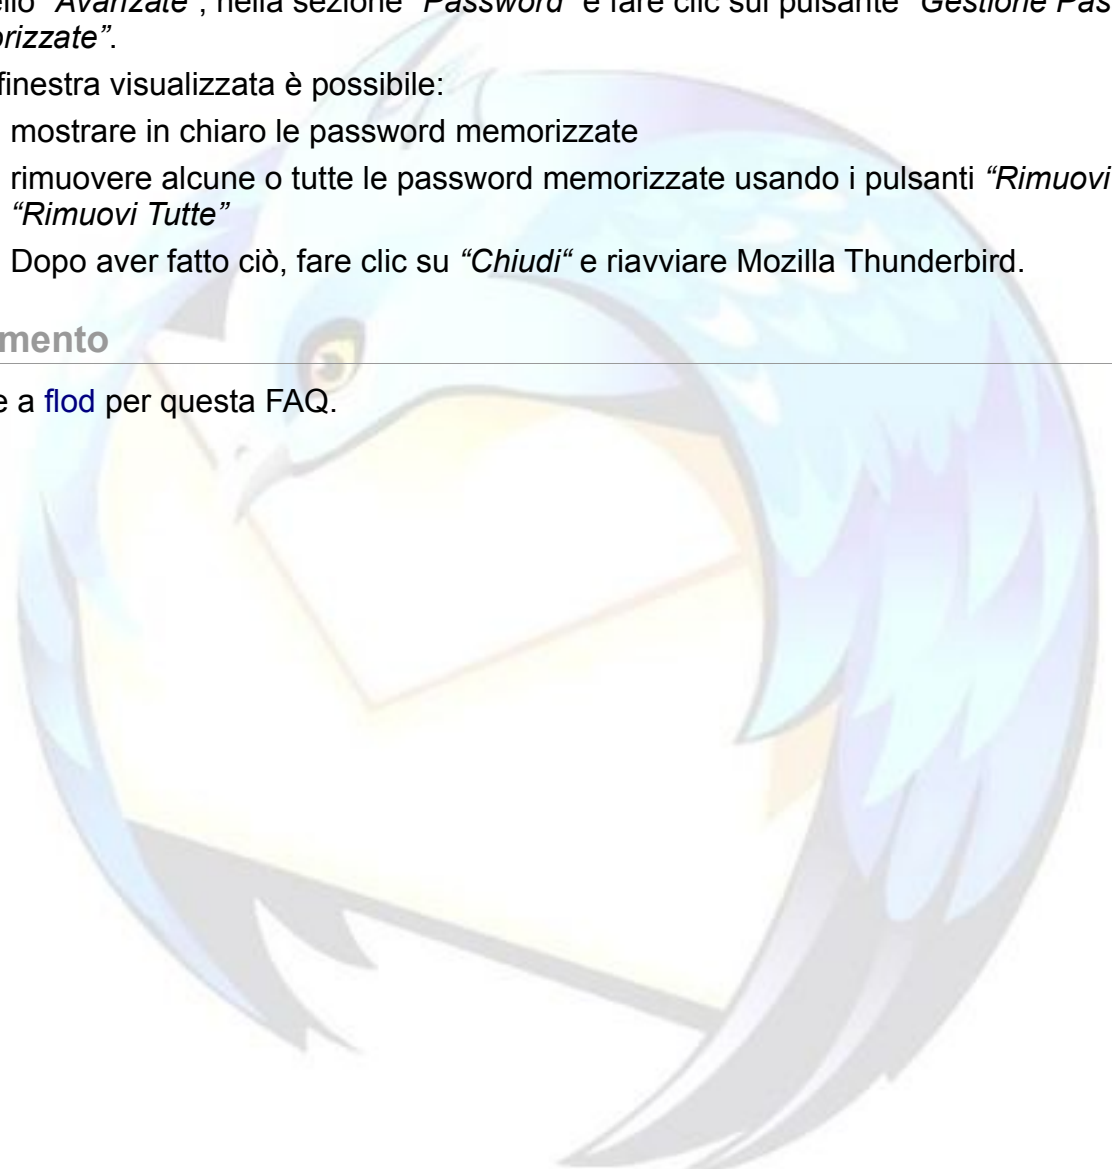 ello "Avanzate", nella sezione "Password" e fare clic sul pulsante "Gestione Pas
orizzate".
finestra visualizzata è possibile:
mostrare in chiaro le password memorizzate
rimuovere alcune o tutte le password memorizzate usando i pulsanti “Rimuovi
“Rimuovi Tutte”
Dopo aver fatto ciò, fare clic su “Chiudi“ e riavviare Mozilla Thunderbird.
mento
e a flod per questa FAQ.